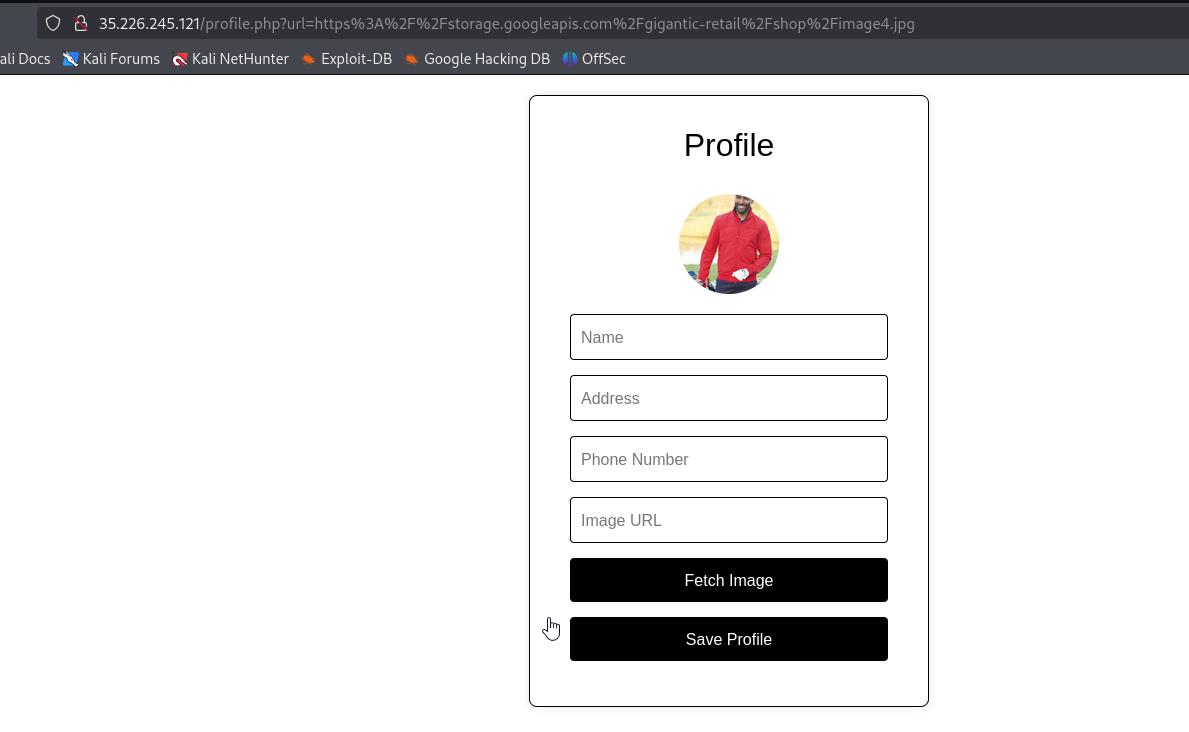 35.226.245.121/profile.php?url=https%3A%2F%2Fstorage.googleapis.com%2Fgigantic-retail%2Fshop%2Fimage4.jpg
ali Docs Kali Forums Kali NetHunter Exploit-DB Google Hacking DB OffSec
Profile
Name
Address
Phone Number
Image URL
Fetch Image
Save Profile